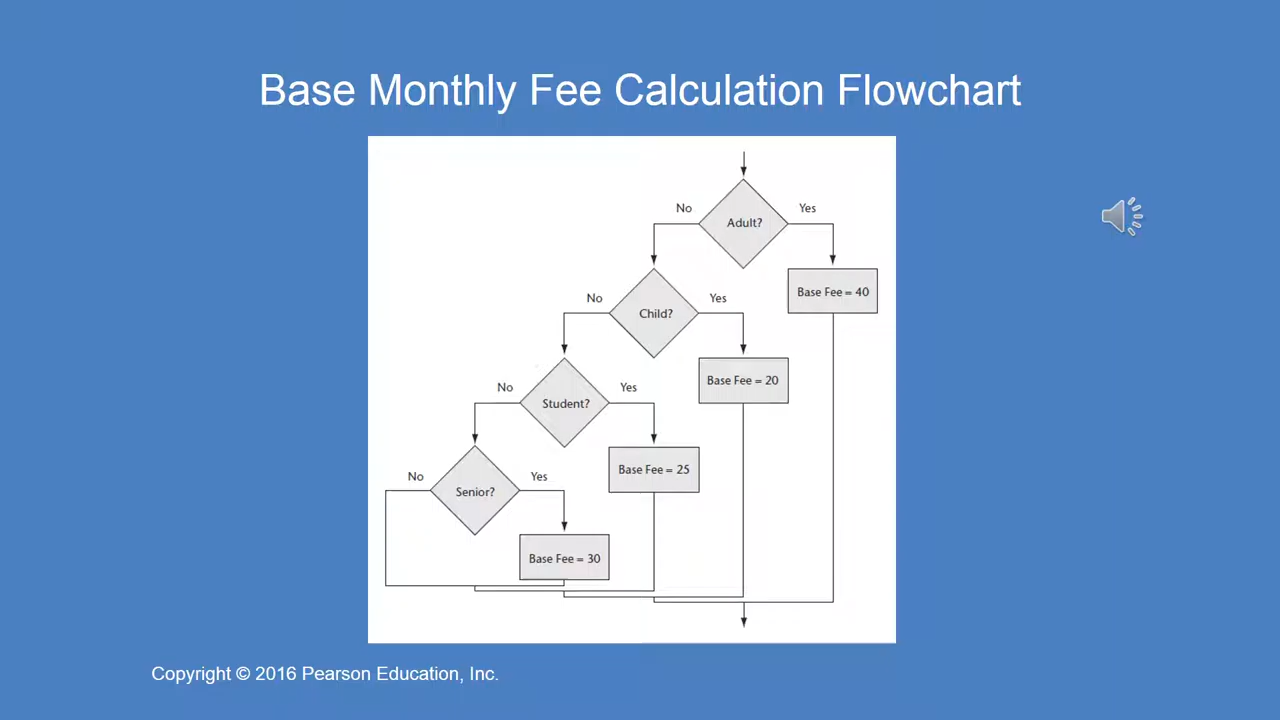 Base Monthly Fee Calculation Flowchart
No
Yes
Adult?
Base Fee = 40
No
Yes
Child?
Base Fee = 20
No
Yes
Student?
Base Fee = 25
No
Yes
Senior?
Base Fee = 30
Copyright © 2016 Pearson Education, Inc.